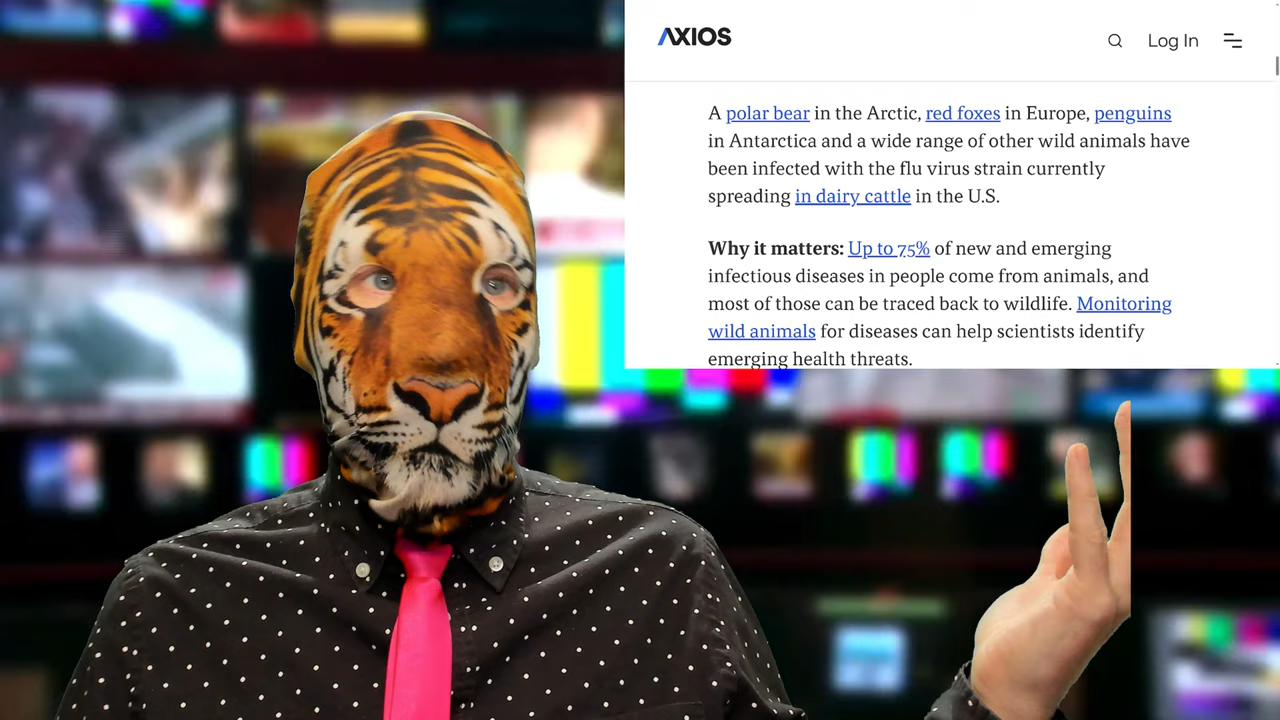 AXIOS
Log In
A polar bear in the Arctic, red foxes in Europe, penguins
in Antarctica and a wide range of other wild animals have
been infected with the flu virus strain currently
spreading in dairy cattle in the U.S.
Why it matters: Up to 75% of new and emerging
infectious diseases in people come from animals, and
most of those can be traced back to wildlife. Monitoring
wild animals for diseases can help scientists identify
emerging health threats.